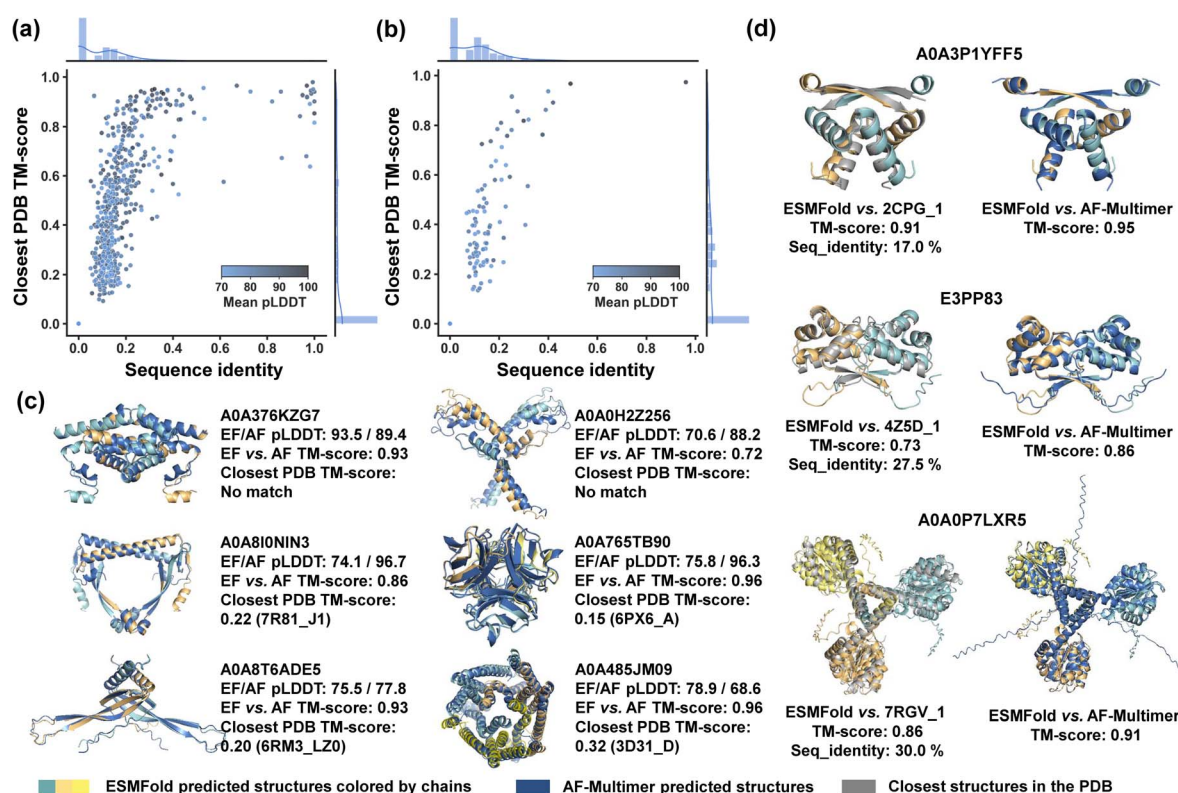 (a)
Closest PDB TM-score
1.0
0.8
0.6
0.4
0.2
0.0
70 80 90 100
Mean pLDDT
0.0 0.2 0.4 0.6 0.8 1.0
Sequence identity
(b)
Closest PDB TM-score
1.0
0.8
0.6
0.4
0.2
0.0
70 80 90 100
Mean pLDDT
0.0 0.2 0.4 0.6 0.8 1.0
Sequence identity
(c)
A0A376KZG7
EF/AF pLDDT: 93.5 / 89.4
EF vs. AF TM-score: 0.93
Closest PDB TM-score:
No match
A0A0H2Z256
EF/AF pLDDT: 70.6 / 88.2
EF vs. AF TM-score: 0.72
Closest PDB TM-score:
No match
A0A8I0NIN3
EF/AF pLDDT: 74.1 / 96.7
EF vs. AF TM-score: 0.86
Closest PDB TM-score:
0.22 (7R81_J1)
A0A765TB90
EF/AF pLDDT: 75.8 / 96.3
EF vs. AF TM-score: 0.96
Closest PDB TM-score:
0.15 (6PX6_A)
A0A8T6ADE5
EF/AF pLDDT: 75.5 / 77.8
EF vs. AF TM-score: 0.93
Closest PDB TM-score:
0.20 (6RM3_LZ0)
A0A485JM09
EF/AF pLDDT: 78.9 / 68.6
EF vs. AF TM-score: 0.96
Closest PDB TM-score:
0.32 (3D31_D)
(d)
A0A3P1YFF5
ESMFold vs. 2CPG_1
TM-score: 0.91
Seq_identity: 17.0 %
ESMFold vs. AF-Multimer
TM-score: 0.95
E3PP83
ESMFold vs. 4Z5D_1
TM-score: 0.73
Seq_identity: 27.5 %
ESMFold vs. AF-Multimer
TM-score: 0.86
A0A0P7LXR5
ESMFold vs. 7RGV_1
TM-score: 0.86
Seq_identity: 30.0 %
ESMFold vs. AF-Multimer
TM-score: 0.91
ESMFold predicted structures colored by chains
AF-Multimer predicted structures
Closest structures in the PDB